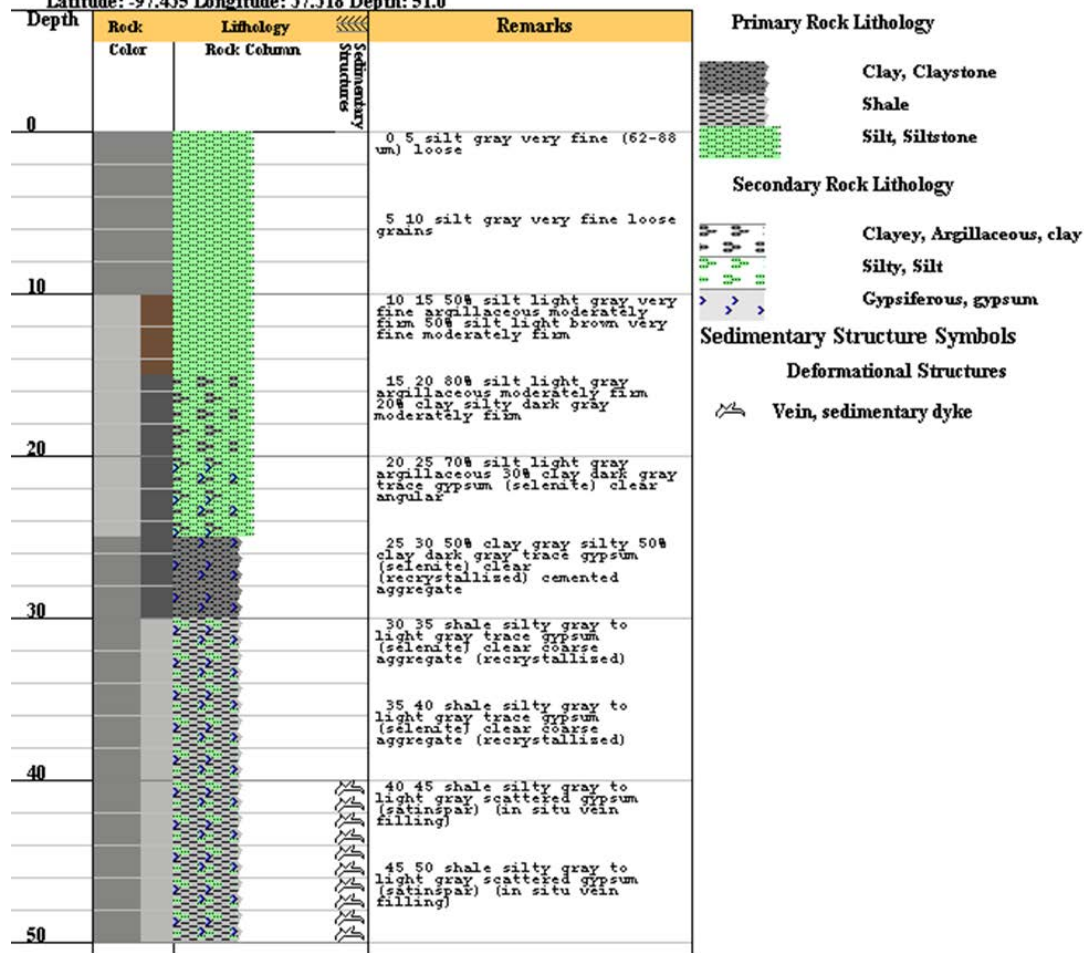 Latitude: -97.435 Longitude: 37.518 Depth: 51.0
Depth
Rock
Lithology
Remarks
Color
Rock Column
Sedimentary
Structures
0
0 5 silt gray very fine (62-88
um) loose
5 10 silt gray very fine loose
grains
10
10 15 50% silt light gray very
fine argillaceous moderately
firm 50% silt light brown very
fine moderately firm
15 20 80% silt light gray
argillaceous moderately firm
20% clay silty dark gray
moderately firm
20
20 25 70% silt light gray
argillaceous 30% clay dark gray
trace gypsum (selenite) clear
angular
25 30 50% clay gray silty 50%
clay dark gray trace gypsum
(selenite) clear
(recrystallized) cemented
aggregate
30
30 35 shale silty gray to
light gray trace gypsum
(selenite) clear coarse
aggregate (recrystallized)
35 40 shale silty gray to
light gray trace gypsum
(selenite) clear coarse
aggregate (recrystallized)
40
40 45 shale silty gray to
light gray scattered gypsum
(satinspar) (in situ vein
filling)
45 50 shale silty gray to
light gray scattered gypsum
(satinspar) (in situ vein
filling)
50
Primary Rock Lithology
Clay, Claystone
Shale
Silt, Siltstone
Secondary Rock Lithology
Clayey, Argillaceous, clay
Silty, Silt
Gypsiferous, gypsum
Sedimentary Structure Symbols
Deformational Structures
Vein, sedimentary dyke